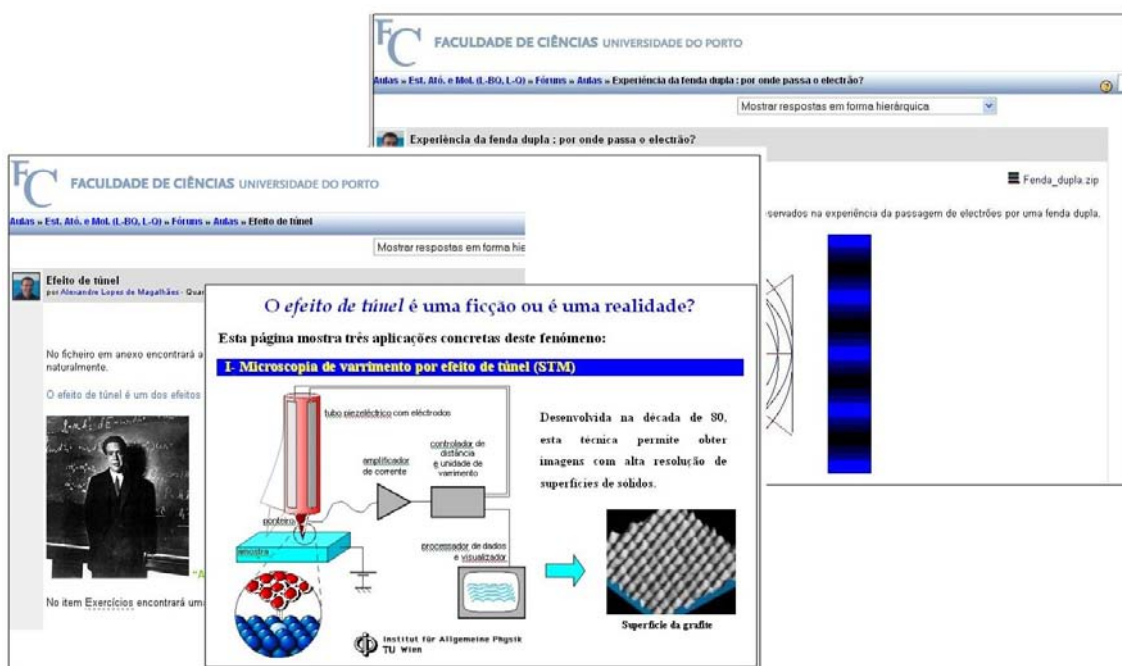 FC FACULDADE DE CIÊNCIAS UNIVERSIDADE DO PORTO
Aulas » Est. Ató. e Mol. (L-BQ, L-Q) » Fóruns » Aulas » Experiência da fenda dupla : por onde passa o electrão?
Mostrar respostas em forma hierárquica
Experiência da fenda dupla : por onde passa o electrão?
Fenda_dupla.zip
servados na experiência da passagem de electrões por uma fenda dupla.
FC FACULDADE DE CIÊNCIAS UNIVERSIDADE DO PORTO
Aulas » Est. Ató. e Mol. (L-BQ, L-Q) » Fóruns » Aulas » Efeito de túnel
Mostrar respostas em forma hie
Efeito de túnel
por Alexandre Lopes de Magalhães - Quar
No ficheiro em anexo encontrará a
naturalmente.
O efeito de túnel é um dos efeitos
"A
No item Exercícios encontrará uma
O efeito de túnel é uma ficção ou é uma realidade?
Esta página mostra três aplicações concretas deste fenómeno:
I- Microscopia de varrimento por efeito de túnel (STM)
tubo piezeléctrico com eléctrodos
controlador de
distância
e unidade de
varrimento
amplificador
de corrente
ponteira
amostra
processador de dados
e visualizador
Institut für Allgemeine Physik
TU Wien
Desenvolvida na década de 80,
esta técnica permite obter
imagens com alta resolução de
superfícies de sólidos.
Superfície da grafite